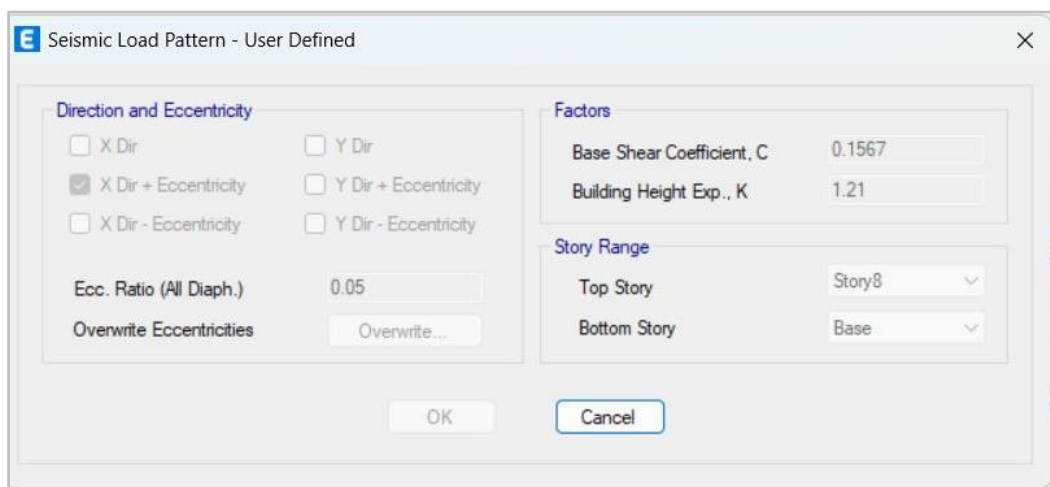 E Seismic Load Pattern - User Defined
Direction and Eccentricity
X Dir
Y Dir
X Dir + Eccentricity
Y Dir + Eccentricity
X Dir - Eccentricity
Y Dir - Eccentricity
Ecc. Ratio (All Diaph.)
0.05
Overwrite Eccentricities
Overwrite...
Factors
Base Shear Coefficient, C
0.1567
Building Height Exp., K
1.21
Story Range
Top Story
Story8
Bottom Story
Base
OK
Cancel